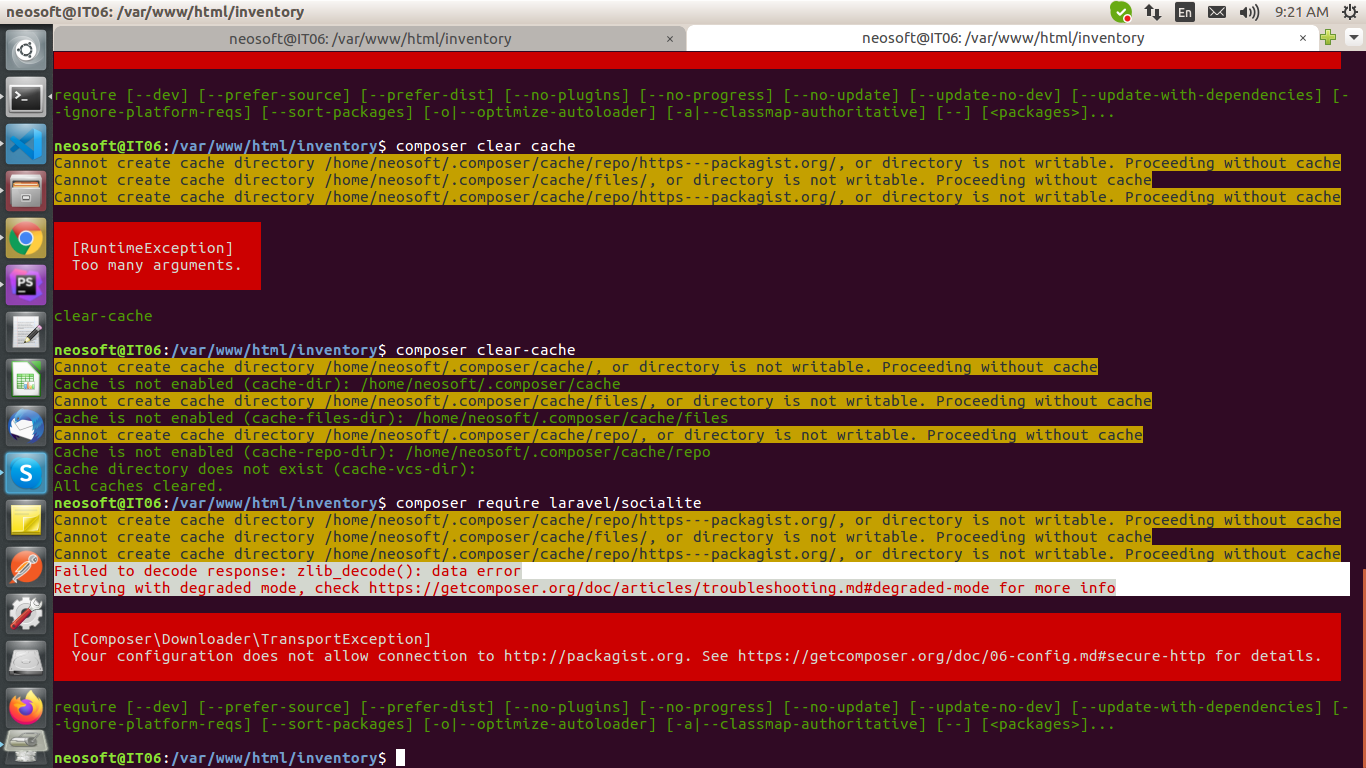 neosoft@IT06: /var/www/html/inventory
En
9:21 AM
neosoft@IT06: /var/www/html/inventory ×
neosoft@IT06: /var/www/html/inventory ×
require [--dev] [--prefer-source] [--prefer-dist] [--no-plugins] [--no-progress] [--no-update] [--update-no-dev] [--update-with-dependencies] [-
-ignore-platform-reqs] [--sort-packages] [-o|--optimize-autoloader] [-a|--classmap-authoritative] [--] [<packages>]...
neosoft@IT06:/var/www/html/inventory$ composer clear cache
Cannot create cache directory /home/neosoft/.composer/cache/repo/https---packagist.org/, or directory is not writable. Proceeding without cache
Cannot create cache directory /home/neosoft/.composer/cache/files/, or directory is not writable. Proceeding without cache
Cannot create cache directory /home/neosoft/.composer/cache/repo/https---packagist.org/, or directory is not writable. Proceeding without cache
[RuntimeException]
Too many arguments.
clear-cache
neosoft@IT06:/var/www/html/inventory$ composer clear-cache
Cannot create cache directory /home/neosoft/.composer/cache/, or directory is not writable. Proceeding without cache
Cache is not enabled (cache-dir): /home/neosoft/.composer/cache
Cannot create cache directory /home/neosoft/.composer/cache/files/, or directory is not writable. Proceeding without cache
Cache is not enabled (cache-files-dir): /home/neosoft/.composer/cache/files
Cannot create cache directory /home/neosoft/.composer/cache/repo/, or directory is not writable. Proceeding without cache
Cache is not enabled (cache-repo-dir): /home/neosoft/.composer/cache/repo
Cache directory does not exist (cache-vcs-dir):
All caches cleared.
neosoft@IT06:/var/www/html/inventory$ composer require laravel/socialite
Cannot create cache directory /home/neosoft/.composer/cache/repo/https---packagist.org/, or directory is not writable. Proceeding without cache
Cannot create cache directory /home/neosoft/.composer/cache/files/, or directory is not writable. Proceeding without cache
Cannot create cache directory /home/neosoft/.composer/cache/repo/https---packagist.org/, or directory is not writable. Proceeding without cache
Failed to decode response: zlib_decode(): data error
Retrying with degraded mode, check https://getcomposer.org/doc/articles/troubleshooting.md#degraded-mode for more info
[Composer\Downloader\TransportException]
Your configuration does not allow connection to http://packagist.org. See https://getcomposer.org/doc/06-config.md#secure-http for details.
require [--dev] [--prefer-source] [--prefer-dist] [--no-plugins] [--no-progress] [--no-update] [--update-no-dev] [--update-with-dependencies] [-
-ignore-platform-reqs] [--sort-packages] [-o|--optimize-autoloader] [-a|--classmap-authoritative] [--] [<packages>]...
neosoft@IT06:/var/www/html/inventory$
PS
S